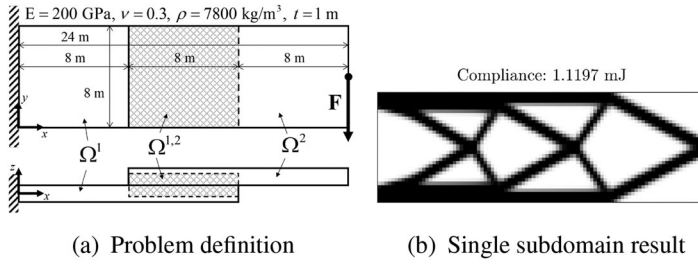 E = 200 GPa, ν = 0.3, ρ = 7800 kg/m³, t = 1 m
24 m
8 m
8 m
8 m
8 m
F
y
x
Ω¹
Ω¹,²
Ω²
z
x
(a) Problem definition
Compliance: 1.1197 mJ
(b) Single subdomain result